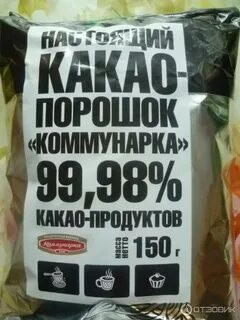 НАСТОЯЩИЙ
КАКАО-
ПОРОШОК
«КОММУНАРКА»
99,98%
КАКАО-ПРОДУКТОВ
Коммунарка
масса
нетто
150 г
ОТЗОВИК